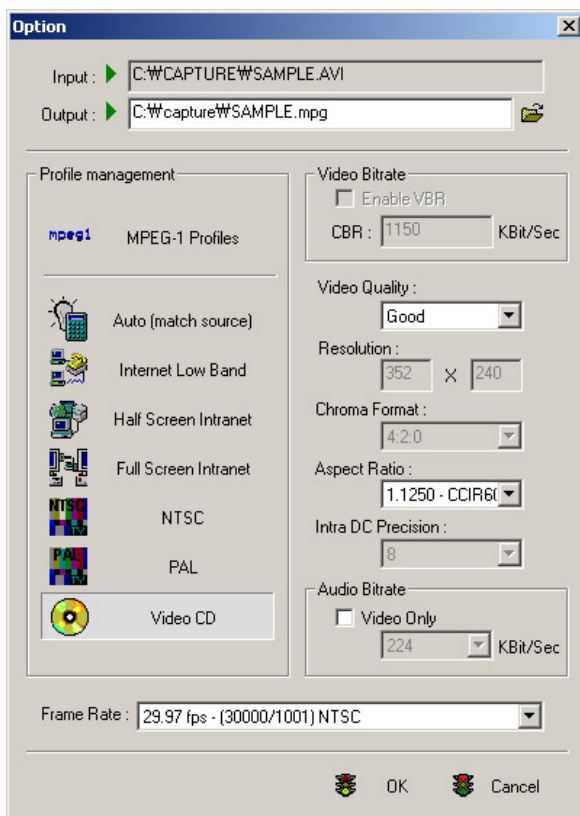 Option
Input : C:₩CAPTURE₩SAMPLE.AVI
Output : C:₩capture₩SAMPLE.mpg
Profile management
mpeg1 MPEG-1 Profiles
Auto (match source)
Internet Low Band
Half Screen Intranet
Full Screen Intranet
NTSC TV NTSC
PAL TV PAL
Video CD
Video Bitrate
Enable VBR
CBR : 1150 KBit/Sec
Video Quality :
Good
Resolution :
352 X 240
Chroma Format :
4:2:0
Aspect Ratio :
1.1250 - CCIR60
Intra DC Precision :
8
Audio Bitrate
Video Only
224 KBit/Sec
Frame Rate : 29.97 fps - (30000/1001) NTSC
OK Cancel